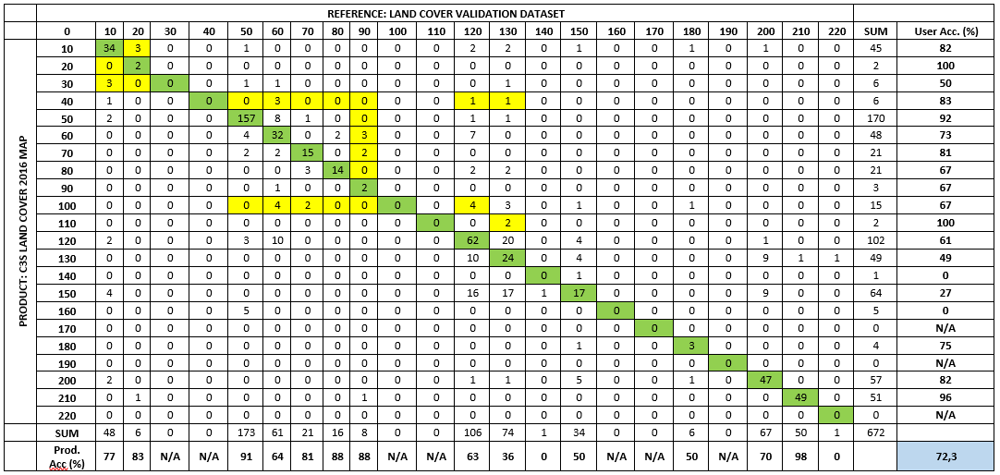 REFERENCE: LAND COVER VALIDATION DATASET
0 10 20 30 40 50 60 70 80 90 100 110 120 130 140 150 160 170 180 190 200 210 220 SUM User Acc. (%)
PRODUCT: C3S LAND COVER 2016 MAP
10 34 3 0 0 1 0 0 0 0 0 0 2 2 0 1 0 0 1 0 1 0 0 45 82
20 0 2 0 0 0 0 0 0 0 0 0 0 0 0 0 0 0 0 0 0 0 0 2 100
30 3 0 0 0 1 1 0 0 0 0 0 0 1 0 0 0 0 0 0 0 0 0 6 50
40 1 0 0 0 0 3 0 0 0 0 0 1 1 0 0 0 0 0 0 0 0 0 6 83
50 2 0 0 0 157 8 1 0 0 0 0 1 1 0 0 0 0 0 0 0 0 0 170 92
60 0 0 0 0 4 32 0 2 3 0 0 7 0 0 0 0 0 0 0 0 0 0 48 73
70 0 0 0 0 2 2 15 0 2 0 0 0 0 0 0 0 0 0 0 0 0 0 21 81
80 0 0 0 0 0 0 3 14 0 0 0 2 2 0 0 0 0 0 0 0 0 0 21 67
90 0 0 0 0 0 1 0 0 2 0 0 0 0 0 0 0 0 0 0 0 0 0 3 67
100 0 0 0 0 0 4 2 0 0 0 0 4 3 0 1 0 0 1 0 0 0 0 15 67
110 0 0 0 0 0 0 0 0 0 0 0 0 2 0 0 0 0 0 0 0 0 0 2 100
120 2 0 0 0 3 10 0 0 0 0 0 62 20 0 4 0 0 0 0 1 0 0 102 61
130 0 0 0 0 0 0 0 0 0 0 0 10 24 0 4 0 0 0 0 9 1 1 49 49
140 0 0 0 0 0 0 0 0 0 0 0 0 0 0 1 0 0 0 0 0 0 0 1 0
150 4 0 0 0 0 0 0 0 0 0 0 16 17 1 17 0 0 0 0 9 0 0 64 27
160 0 0 0 0 5 0 0 0 0 0 0 0 0 0 0 0 0 0 0 0 0 0 5 0
170 0 0 0 0 0 0 0 0 0 0 0 0 0 0 0 0 0 0 0 0 0 0 0 N/A
180 0 0 0 0 0 0 0 0 0 0 0 0 0 0 1 0 0 3 0 0 0 0 4 75
190 0 0 0 0 0 0 0 0 0 0 0 0 0 0 0 0 0 0 0 0 0 0 0 N/A
200 2 0 0 0 0 0 0 0 0 0 0 1 1 0 5 0 0 1 0 47 0 0 57 82
210 0 1 0 0 0 0 0 0 1 0 0 0 0 0 0 0 0 0 0 0 49 0 51 96
220 0 0 0 0 0 0 0 0 0 0 0 0 0 0 0 0 0 0 0 0 0 0 0 N/A
SUM 48 6 0 0 173 61 21 16 8 0 0 106 74 1 34 0 0 6 0 67 50 1 672
Prod.
Acc (%) 77 83 N/A N/A 91 64 81 88 88 N/A N/A 63 36 0 50 N/A N/A 50 N/A 70 98 0 72,3